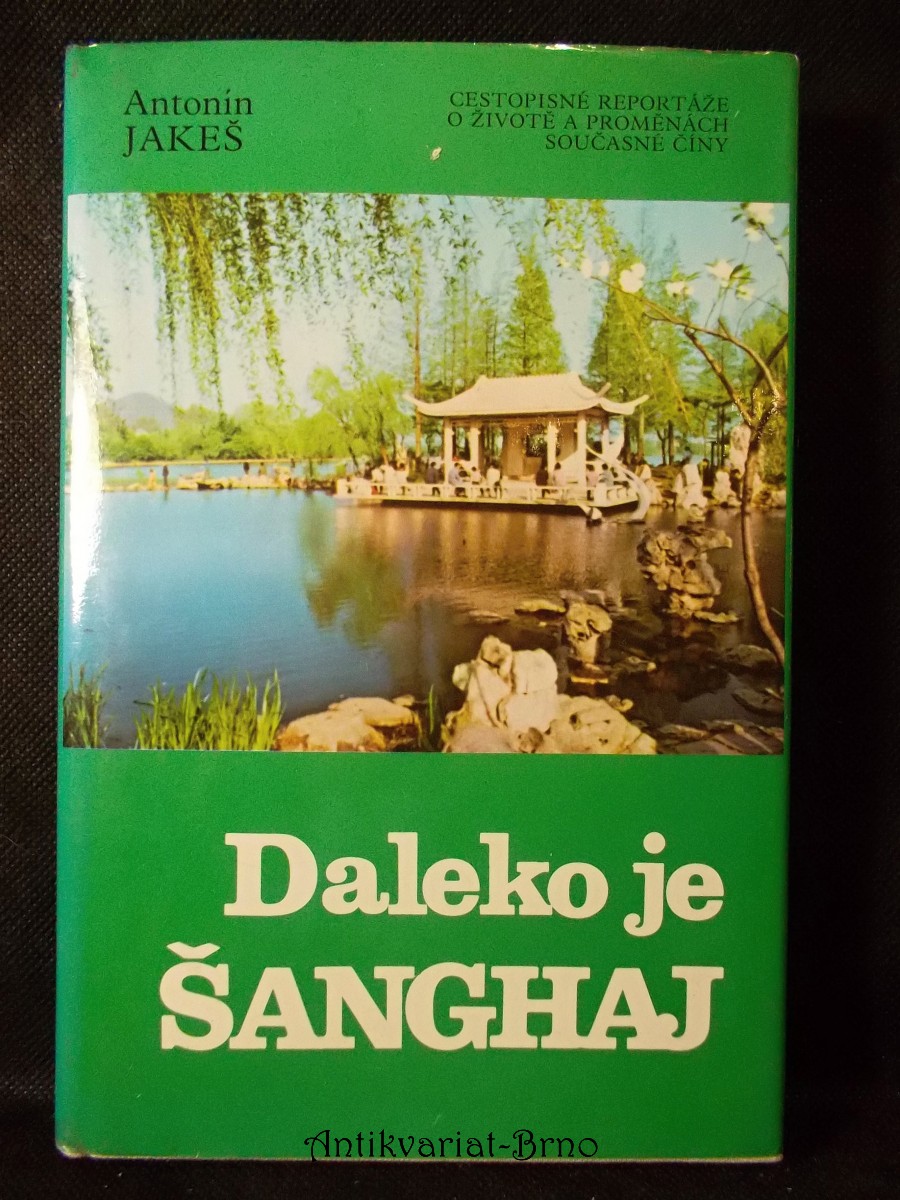 Antonín
JAKEŠ
CESTOPISNÉ REPORTÁŽE
O ŽIVOTĚ A PROMĚNÁCH
SOUČASNÉ ČÍNY
Daleko je
ŠANGHAJ
Antikvariat-Brno